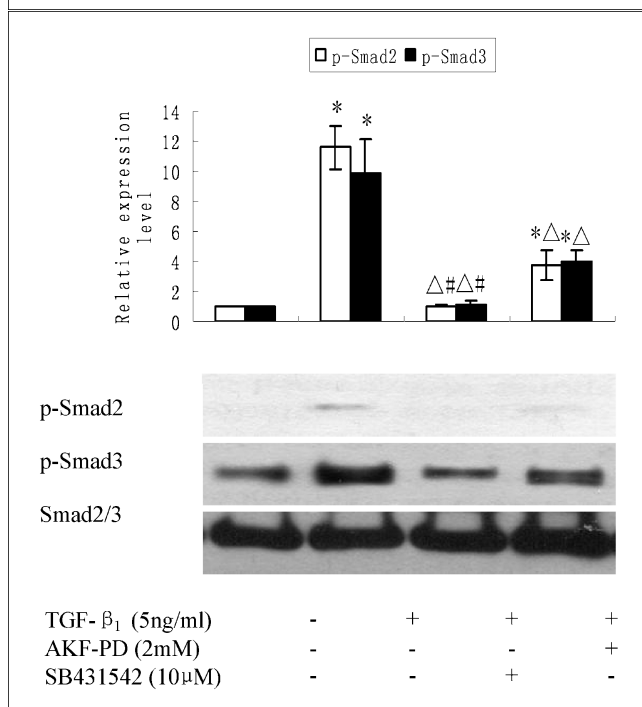 p-Smad2 p-Smad3
Relative expression
level
14
12
10
8
6
4
2
0
* *
△# △#
*△ *△
p-Smad2
p-Smad3
Smad2/3
TGF-β₁ (5ng/ml) - + + +
AKF-PD (2mM) - - - +
SB431542 (10μM) - - + -